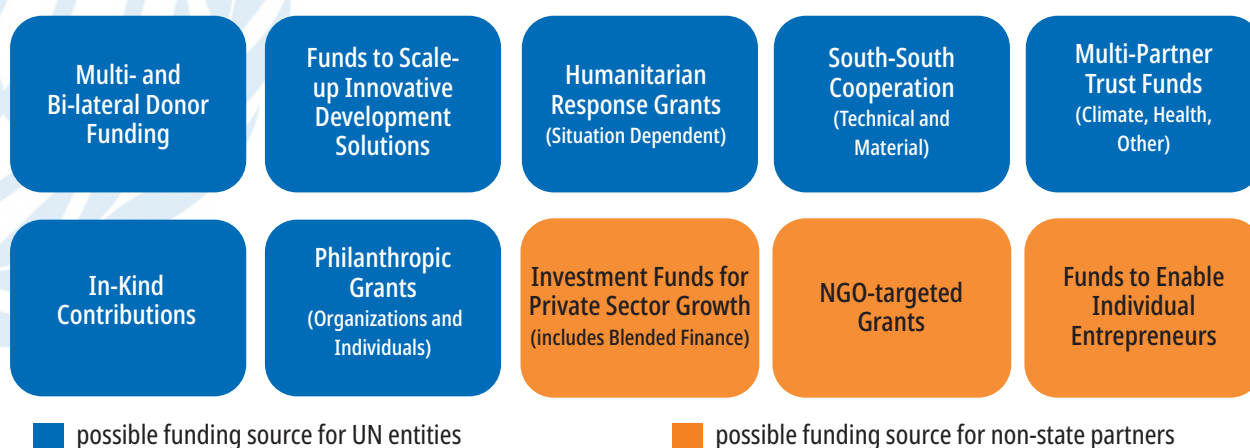 Multi- and
Bi-lateral Donor
Funding
Funds to Scale-
up Innovative
Development
Solutions
Humanitarian
Response Grants
(Situation Dependent)
South-South
Cooperation
(Technical and
Material)
Multi-Partner
Trust Funds
(Climate, Health,
Other)
In-Kind
Contributions
Philanthropic
Grants
(Organizations and
Individuals)
Investment Funds for
Private Sector Growth
(includes Blended Finance)
NGO-targeted
Grants
Funds to Enable
Individual
Entrepreneurs
possible funding source for UN entities
possible funding source for non-state partners